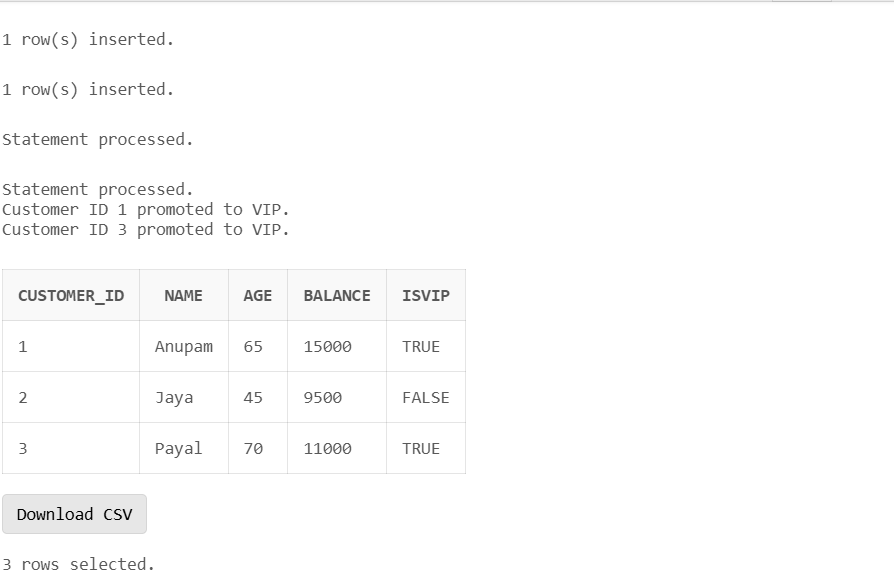 1 row(s) inserted.
1 row(s) inserted.
Statement processed.
Statement processed.
Customer ID 1 promoted to VIP.
Customer ID 3 promoted to VIP.
CUSTOMER_ID NAME AGE BALANCE ISVIP
1 Anupam 65 15000 TRUE
2 Jaya 45 9500 FALSE
3 Payal 70 11000 TRUE
Download CSV
3 rows selected.